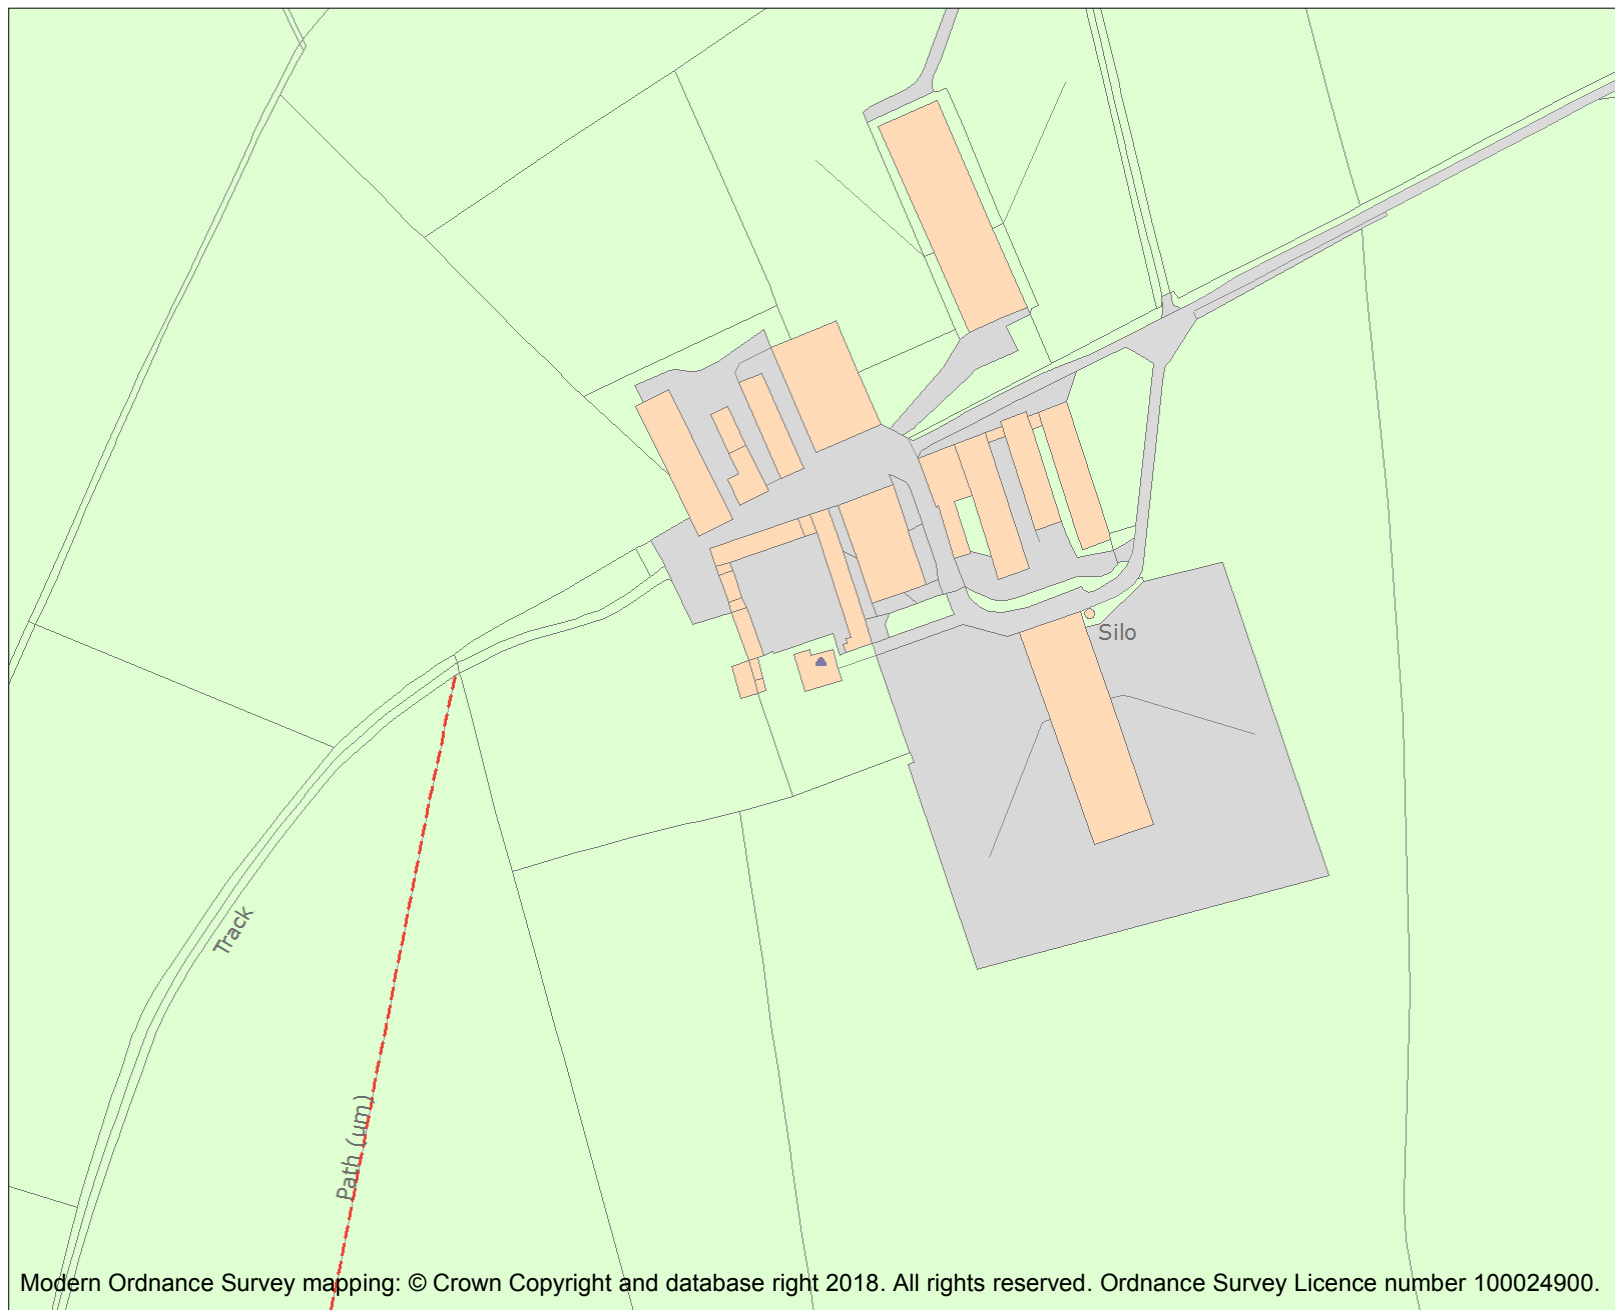 Silo
Track
Path (um)
Modern Ordnance Survey mapping: © Crown Copyright and database right 2018. All rights reserved. Ordnance Survey Licence number 100024900.